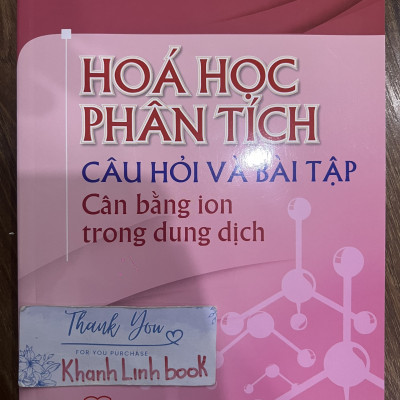 HOÁ HỌC
PHÂN TÍCH
CÂU HỎI VÀ BÀI TẬP
Cân bằng ion
trong dung dịch
Thank You
FOR YOU PURCHASE
Khanh Linh book